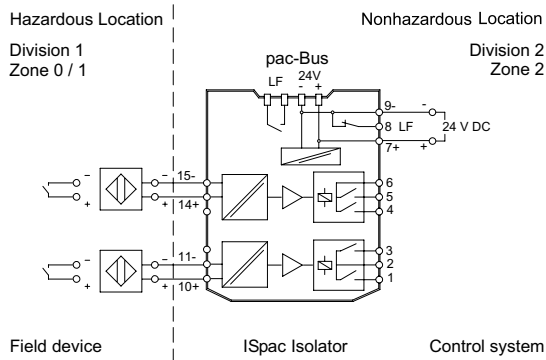 Hazardous Location
Nonhazardous Location
Division 1
Zone 0 / 1
Division 2
Zone 2
pac-Bus
LF 24V
- +
9- -
8 LF 24 V DC
7+ +
- - 15-
+ + 14+
6
5
4
- - 11-
+ + 10+
3
2
1
Field device
ISpac Isolator
Control system